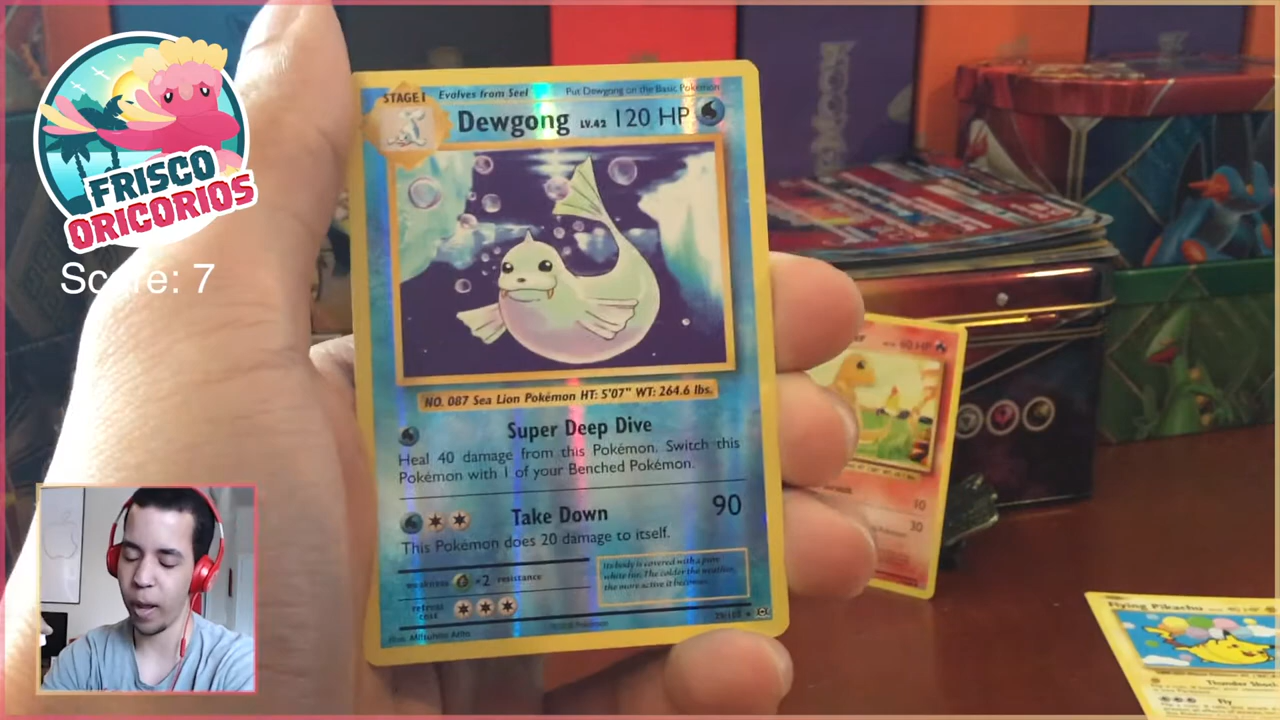 FRISCO
ORICORIOS
Score: 7
STAGE 1 Evolves from Seel Put Dewgong on the Basic Pokémon
Dewgong LV.42 120 HP
NO. 087 Sea Lion Pokémon HT: 5'07" WT: 264.6 lbs.
Super Deep Dive
Heal 40 damage from this Pokémon. Switch this
Pokémon with 1 of your Benched Pokémon.
Take Down 90
This Pokémon does 20 damage to itself.
weakness ×2 resistance
retreat
cost
Its body is covered with a pure
white fur. The colder the weather,
the more active it becomes.
Illus. Mitsuhiro Arita
60 HP
10
30
Flying Pikachu
Thunder Shock
Fly